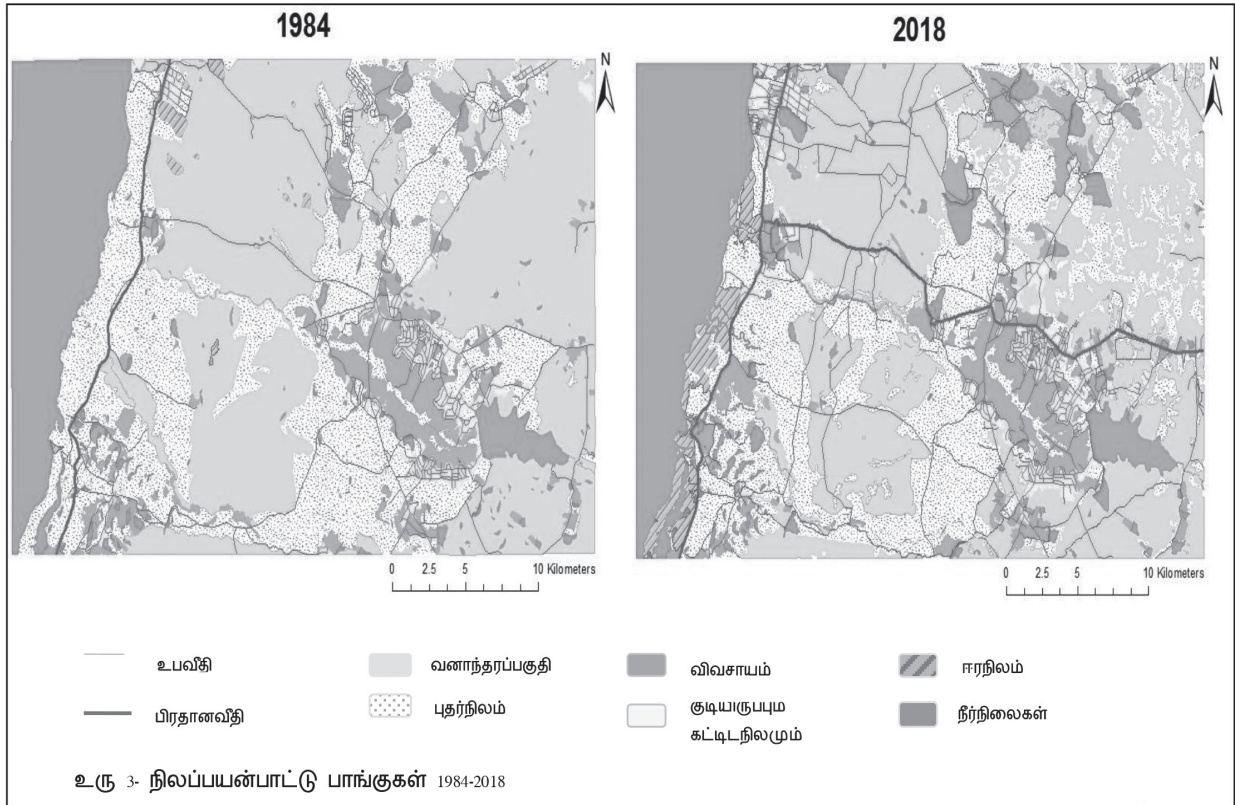 1984
2018
N
N
0 2.5 5 10 Kilometers
0 2.5 5 10 Kilometers
உபவீதி
வனாந்தரப்பகுதி
விவசாயம்
ஈரநிலம்
பிரதானவீதி
புதர்நிலம்
குடியருபபும
கட்டிடநிலமும்
நீர்நிலைகள்
உரு 3- நிலப்பயன்பாட்டு பாங்குகள் 1984-2018